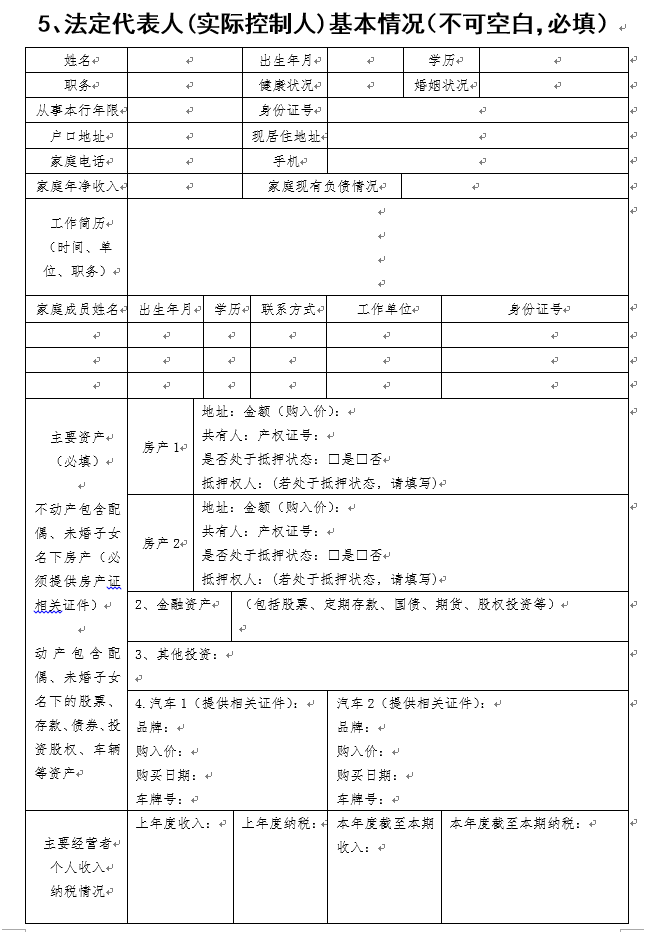 5、法定代表人(实际控制人)基本情况(不可空白,必填)
姓名 出生年月 学历
职务 健康状况 婚姻状况
从事本行年限 身份证号
户口地址 现居住地址
家庭电话 手机
家庭年净收入 家庭现有负债情况
工作简历
（时间、单
位、职务）
家庭成员姓名 出生年月 学历 联系方式 工作单位 身份证号
主要资产
（必填）
不动产包含配
偶、未婚子女
名下房产（必
须提供房产证
相关证件）
动产包含配
偶、未婚子女
名下的股票、
存款、债券、投
资股权、车辆
等资产
房产1
地址：金额（购入价）：
共有人：产权证号：
是否处于抵押状态：□是□否
抵押权人：(若处于抵押状态，请填写)
房产2
地址：金额（购入价）：
共有人：产权证号：
是否处于抵押状态：□是□否
抵押权人：(若处于抵押状态，请填写)
2、金融资产 （包括股票、定期存款、国债、期货、股权投资等）
3、其他投资：
4.汽车1（提供相关证件）：
品牌：
购入价：
购买日期：
车牌号：
汽车2（提供相关证件）：
品牌：
购入价：
购买日期：
车牌号：
主要经营者
个人收入
纳税情况
上年度收入：
上年度纳税：
本年度截至本期
收入：
本年度截至本期纳税：